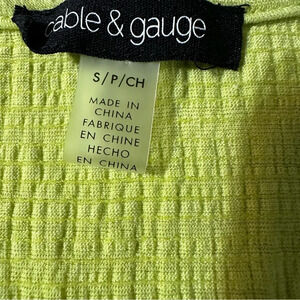 cable & gauge
S/P/CH
MADE IN
CHINA
FABRIQUE
EN CHINE
HECHO
EN CHINA